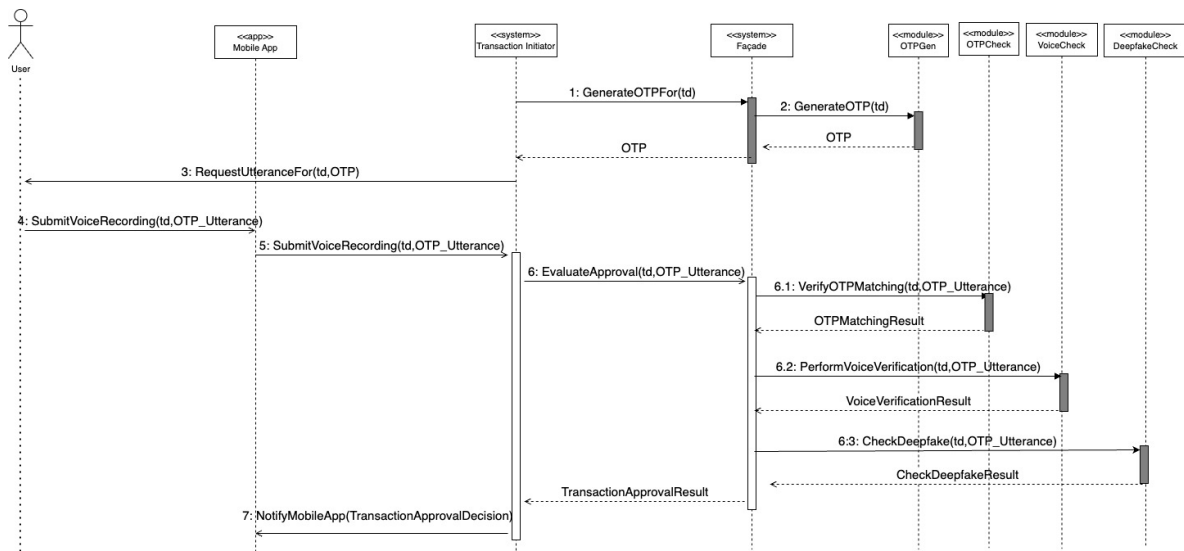 <<app>>
Mobile App
<<system>>
Transaction Initiator
<<system>>
Façade
<<module>>
OTPGen
<<module>>
OTPCheck
<<module>>
VoiceCheck
<<module>>
DeepfakeCheck
User
1: GenerateOTPFor(td)
2: GenerateOTP(td)
OTP
OTP
3: RequestUtteranceFor(td,OTP)
4: SubmitVoiceRecording(td,OTP_Utterance)
5: SubmitVoiceRecording(td,OTP_Utterance)
6: EvaluateApproval(td,OTP_Utterance)
6.1: VerifyOTPMatching(td,OTP_Utterance)
OTPMatchingResult
6.2: PerformVoiceVerification(td,OTP_Utterance)
VoiceVerificationResult
6:3: CheckDeepfake(td,OTP_Utterance)
CheckDeepfakeResult
TransactionApprovalResult
7: NotifyMobileApp(TransactionApprovalDecision)